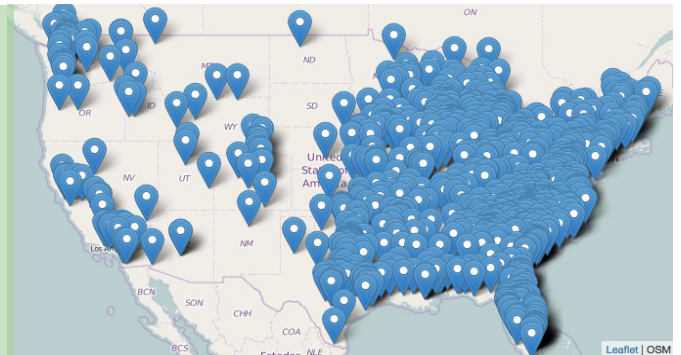 ON
ND
OR
ID
SD
WY
NV
UT
United
States
America
NM
Los A
BCN
SON
CHH
COA
NLE
BCS
Estados
Leaflet | OSM